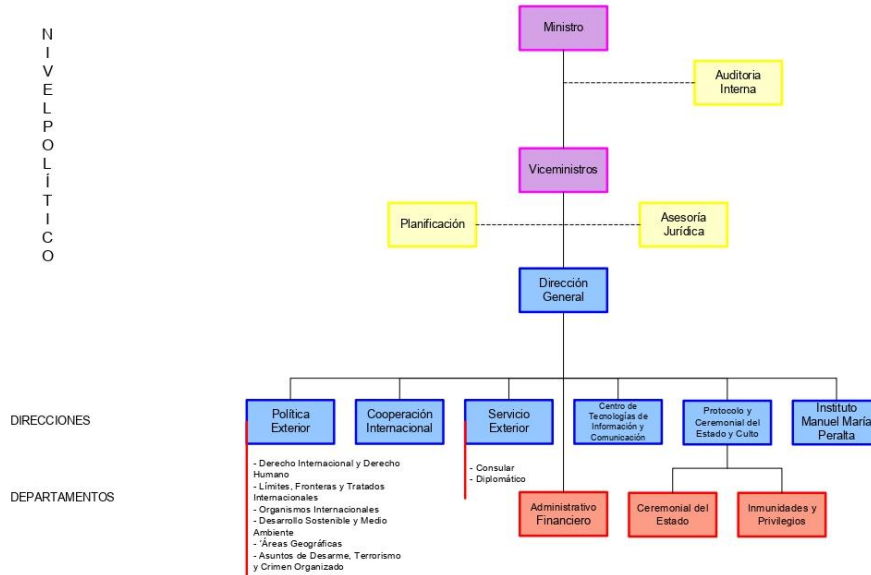 NIVELPOLÍTICO
Ministro
Auditoria
Interna
Viceministros
Planificación
Asesoría
Jurídica
Dirección
General
DIRECCIONES
Política
Exterior
Cooperación
Internacional
Servicio
Exterior
Centro de
Tecnologías de
Información y
Comunicación
Protocolo y
Ceremonial del
Estado y Culto
Instituto
Manuel María
Peralta
- Derecho Internacional y Derecho
Humano
- Límites, Fronteras y Tratados
Internacionales
- Organismos Internacionales
- Desarrollo Sostenible y Medio
Ambiente
- 'Áreas Geográficas
- Asuntos de Desarme, Terrorismo
y Crimen Organizado
- Consular
- Diplomático
DEPARTAMENTOS
Administrativo
Financiero
Ceremonial del
Estado
Inmunidades y
Privilegios